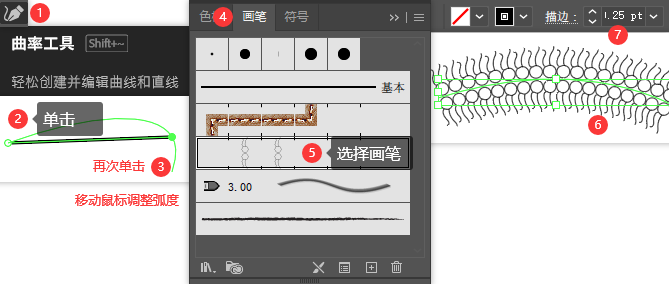 1
曲率工具 Shift+~
轻松创建并编辑曲线和直线
2 单击
再次单击 3
移动鼠标调整弧度
4 画笔 符号
基本
5 选择画笔
3.00
描边: 0.25 pt
7
6